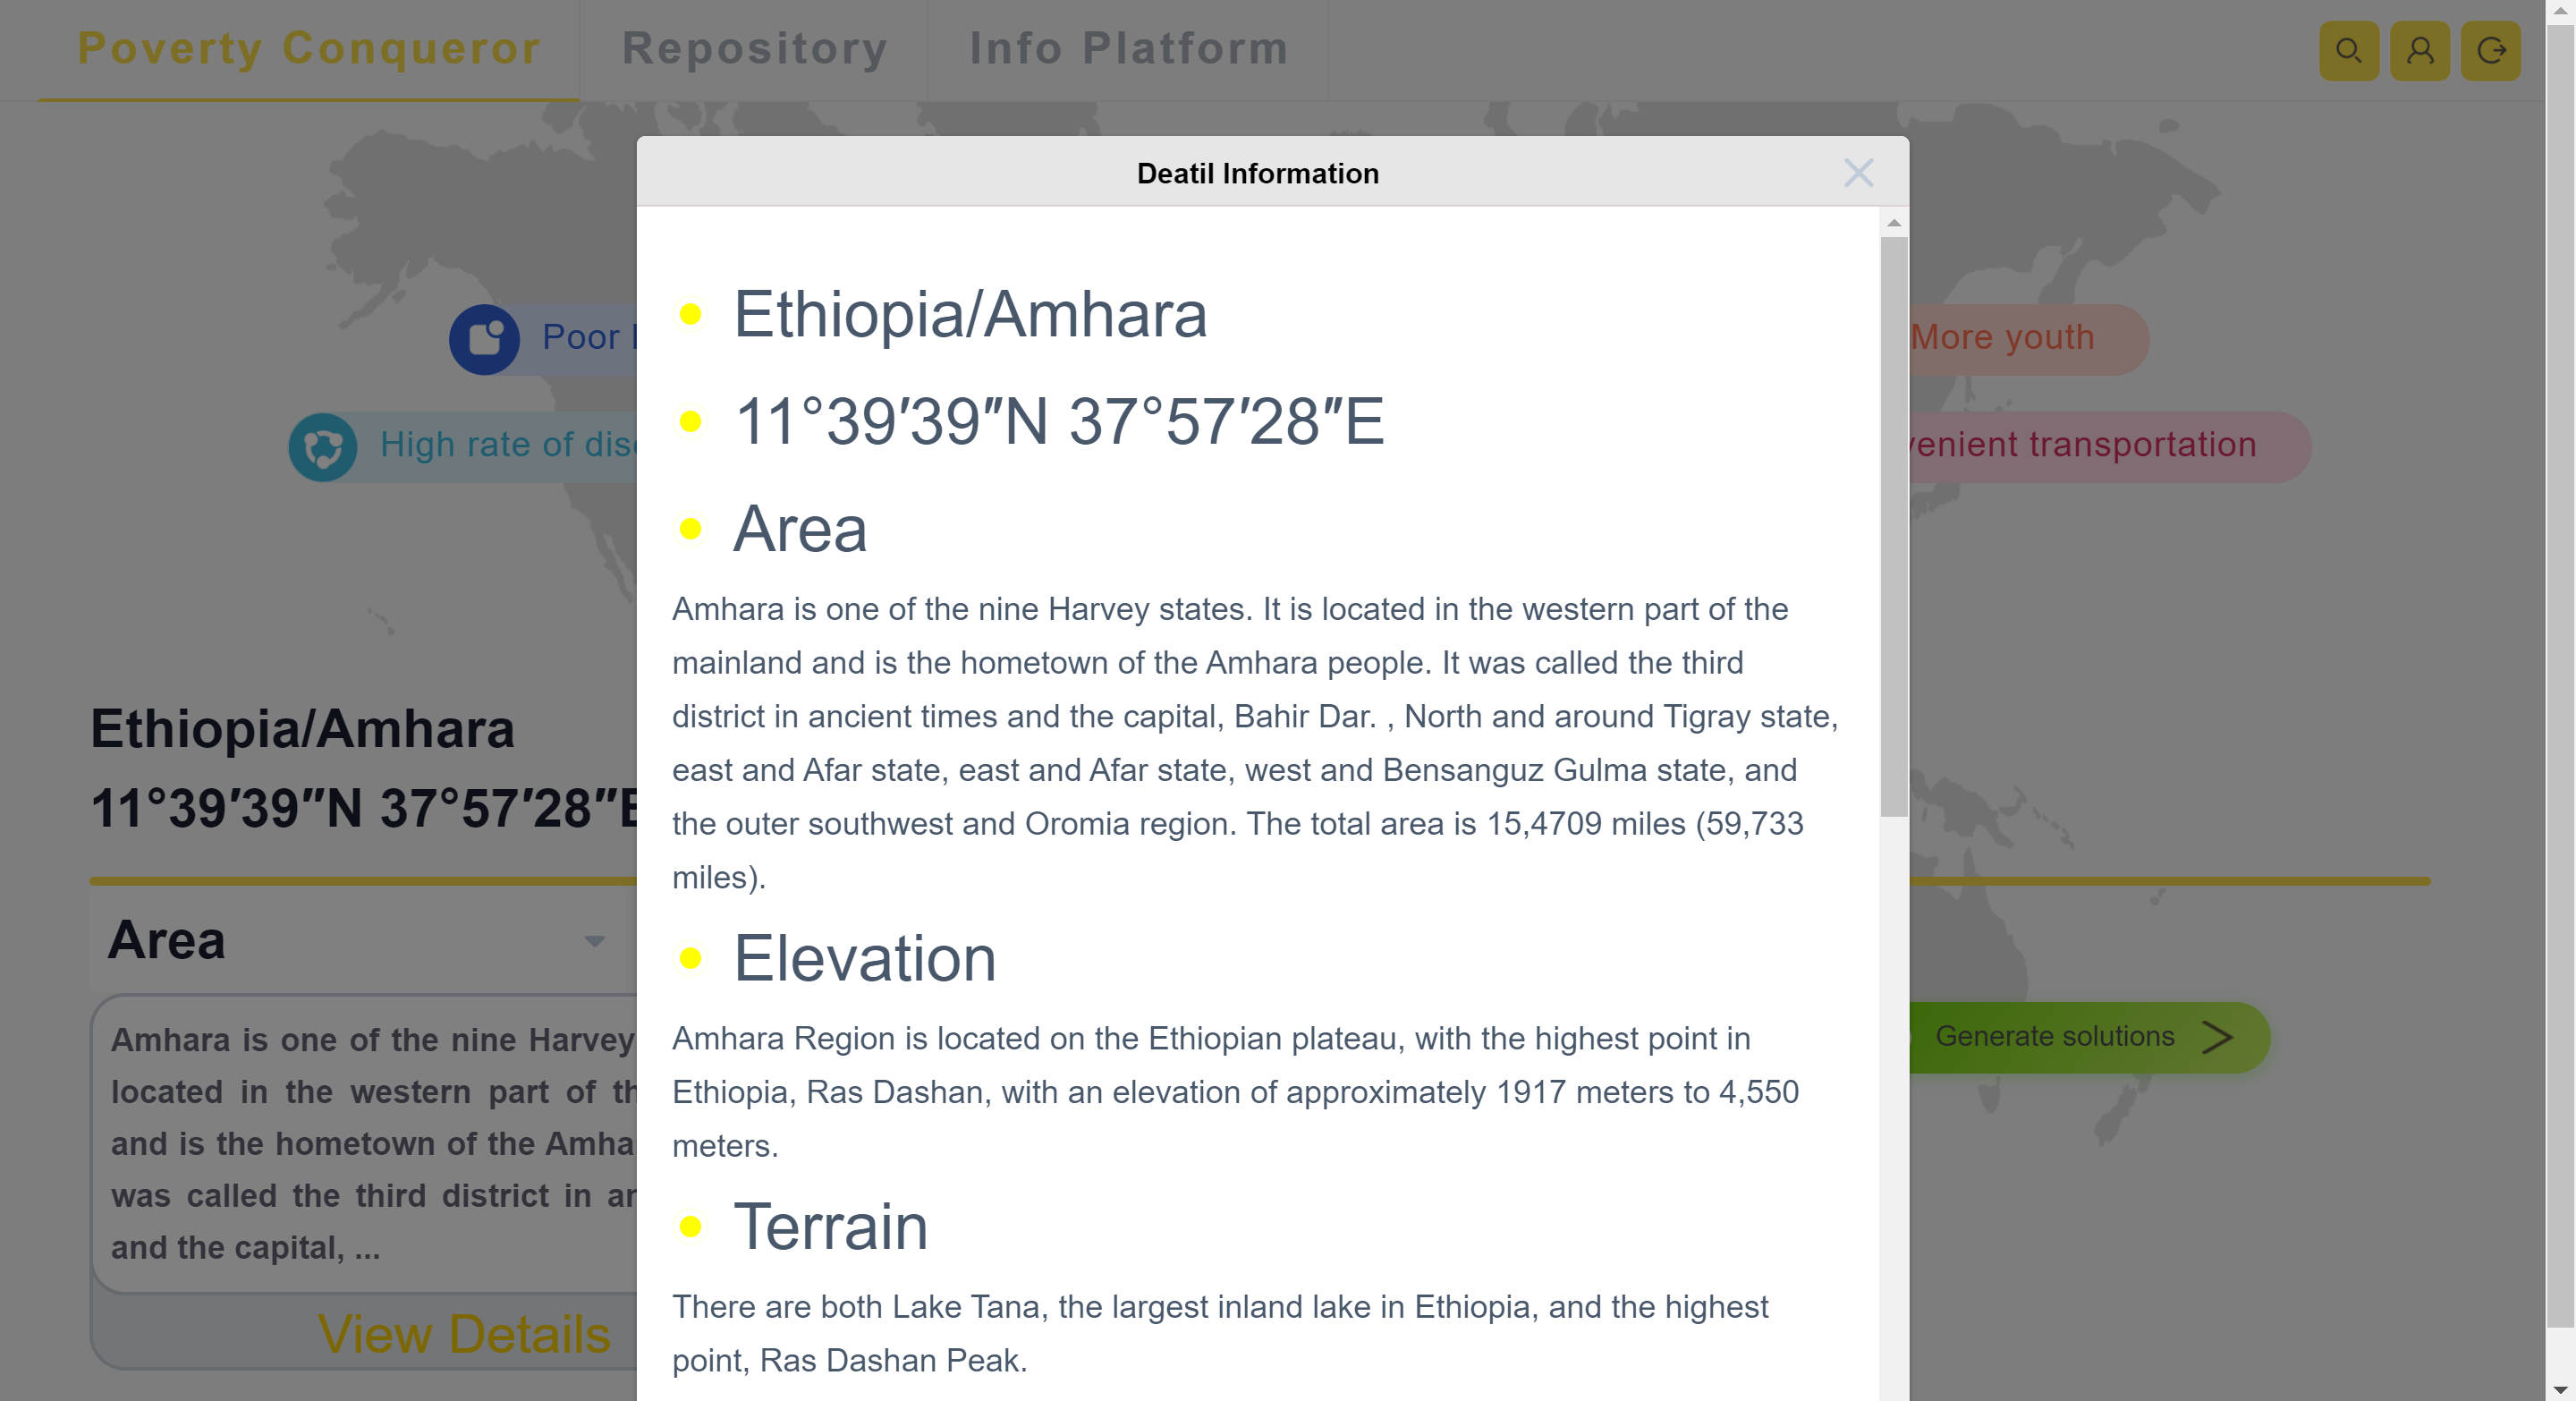 Poverty Conqueror
Repository
Info Platform
Deatil Information
Ethiopia/Amhara
11°39′39″N 37°57′28″E
Area
Amhara is one of the nine Harvey states. It is located in the western part of the
mainland and is the hometown of the Amhara people. It was called the third
district in ancient times and the capital, Bahir Dar. , North and around Tigray state,
east and Afar state, east and Afar state, west and Bensanguz Gulma state, and
the outer southwest and Oromia region. The total area is 15,4709 miles (59,733
miles).
Elevation
Amhara Region is located on the Ethiopian plateau, with the highest point in
Ethiopia, Ras Dashan, with an elevation of approximately 1917 meters to 4,550
meters.
Terrain
There are both Lake Tana, the largest inland lake in Ethiopia, and the highest
point, Ras Dashan Peak.
Poor
High rate of
More youth
transportation
Ethiopia/Amhara
11°39′39″N 37°57′28″E
Area
Amhara is one of the nine Harvey
located in the western part of
and is the hometown of the
was called the third district in
and the capital, ...
View Details
Generate solutions